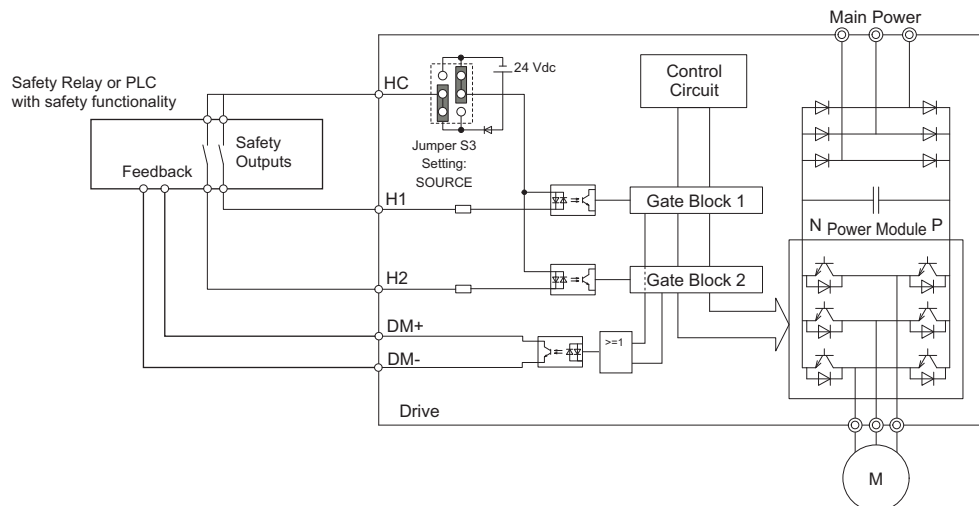 Main Power
Safety Relay or PLC
with safety functionality
HC
24 Vdc
Control
Circuit
Safety
Outputs
Feedback
Jumper S3
Setting:
SOURCE
H1
Gate Block 1
N Power Module P
H2
Gate Block 2
DM+
>=1
DM-
Drive
M